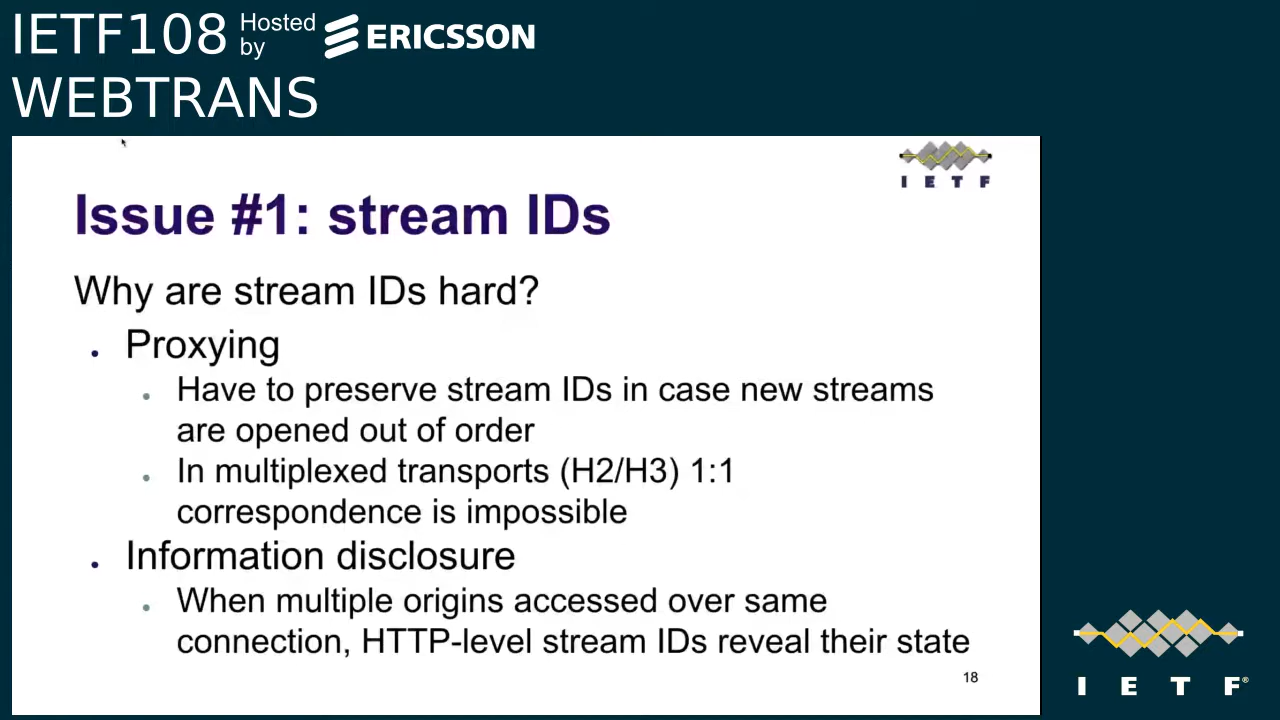 IETF108 Hosted by ERICSSON
WEBTRANS
I E T F
Issue #1: stream IDs
Why are stream IDs hard?
• Proxying
• Have to preserve stream IDs in case new streams
are opened out of order
• In multiplexed transports (H2/H3) 1:1
correspondence is impossible
• Information disclosure
• When multiple origins accessed over same
connection, HTTP-level stream IDs reveal their state
18
I E T F®